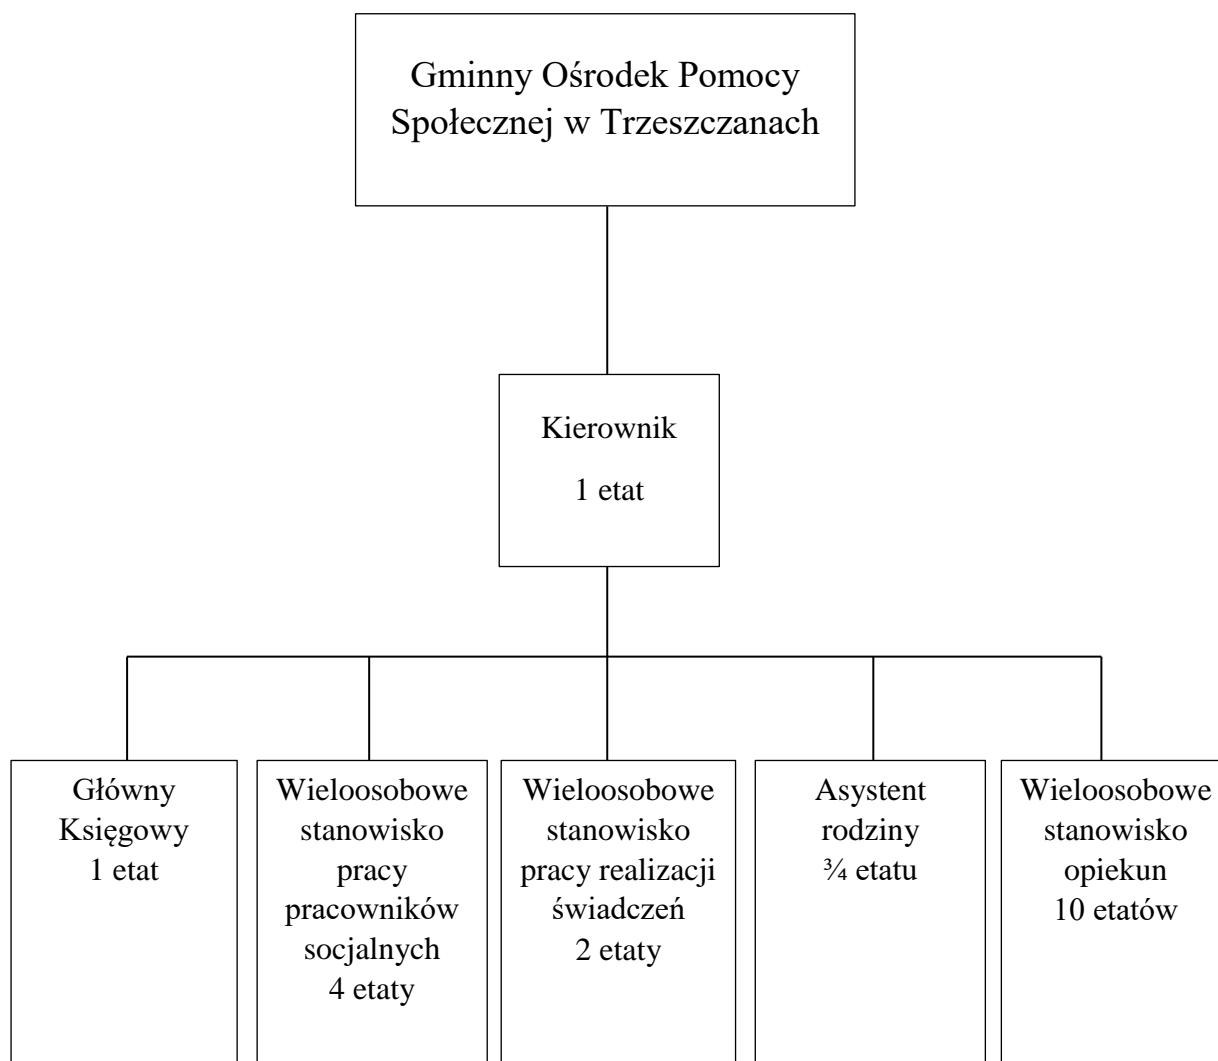 Gminny Ośrodek Pomocy
Społecznej w Trzeszczanach
Kierownik
1 etat
Główny
Księgowy
1 etat
Wieloosobowe
stanowisko
pracy
pracowników
socjalnych
4 etaty
Wieloosobowe
stanowisko
pracy realizacji
świadczeń
2 etaty
Asystent
rodziny
¾ etatu
Wieloosobowe
stanowisko
opiekun
10 etatów